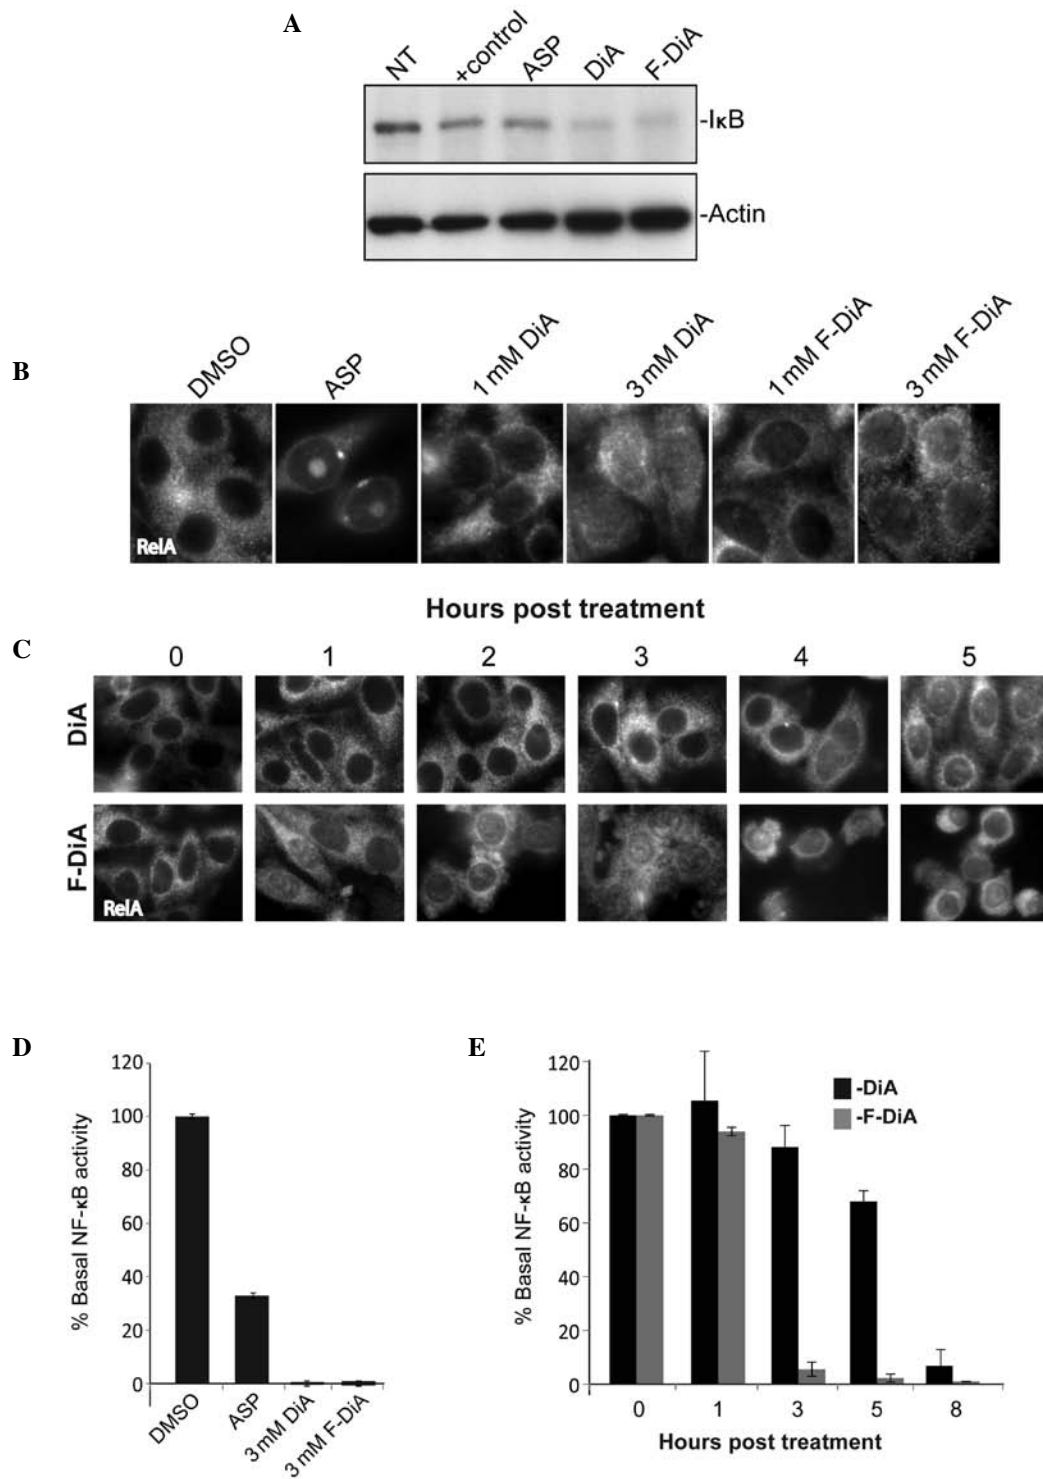 A
NT +control ASP DiA F-DiA
-IκB
-Actin
B
DMSO ASP 1 mM DiA 3 mM DiA 1 mM F-DiA 3 mM F-DiA
RelA
Hours post treatment
C
0 1 2 3 4 5
DiA
F-DiA
RelA
D
% Basal NF-κB activity
120
100
80
60
40
20
0
DMSO ASP 3 mM DiA 3 mM F-DiA
E
% Basal NF-κB activity
120
100
80
60
40
20
0
-DiA
-F-DiA
0 1 3 5 8
Hours post treatment